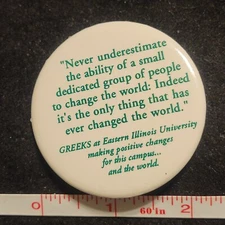 "Never underestimate
the ability of a small
dedicated group of people
to change the world: Indeed
it's the only thing that has
ever changed the world."
GREEKS at Eastern Illinois University
making positive changes
for this campus...
and the world.
0 1 60'in 2